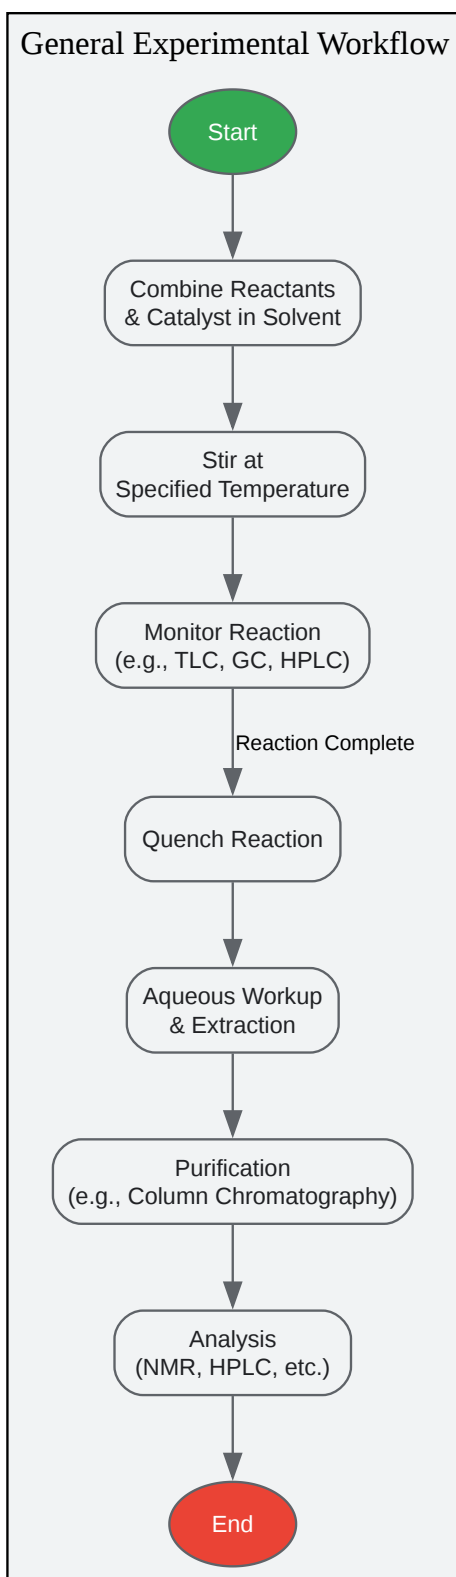 General Experimental Workflow
Start
Combine Reactants
& Catalyst in Solvent
Stir at
Specified Temperature
Monitor Reaction
(e.g., TLC, GC, HPLC)
Reaction Complete
Quench Reaction
Aqueous Workup
& Extraction
Purification
(e.g., Column Chromatography)
Analysis
(NMR, HPLC, etc.)
End